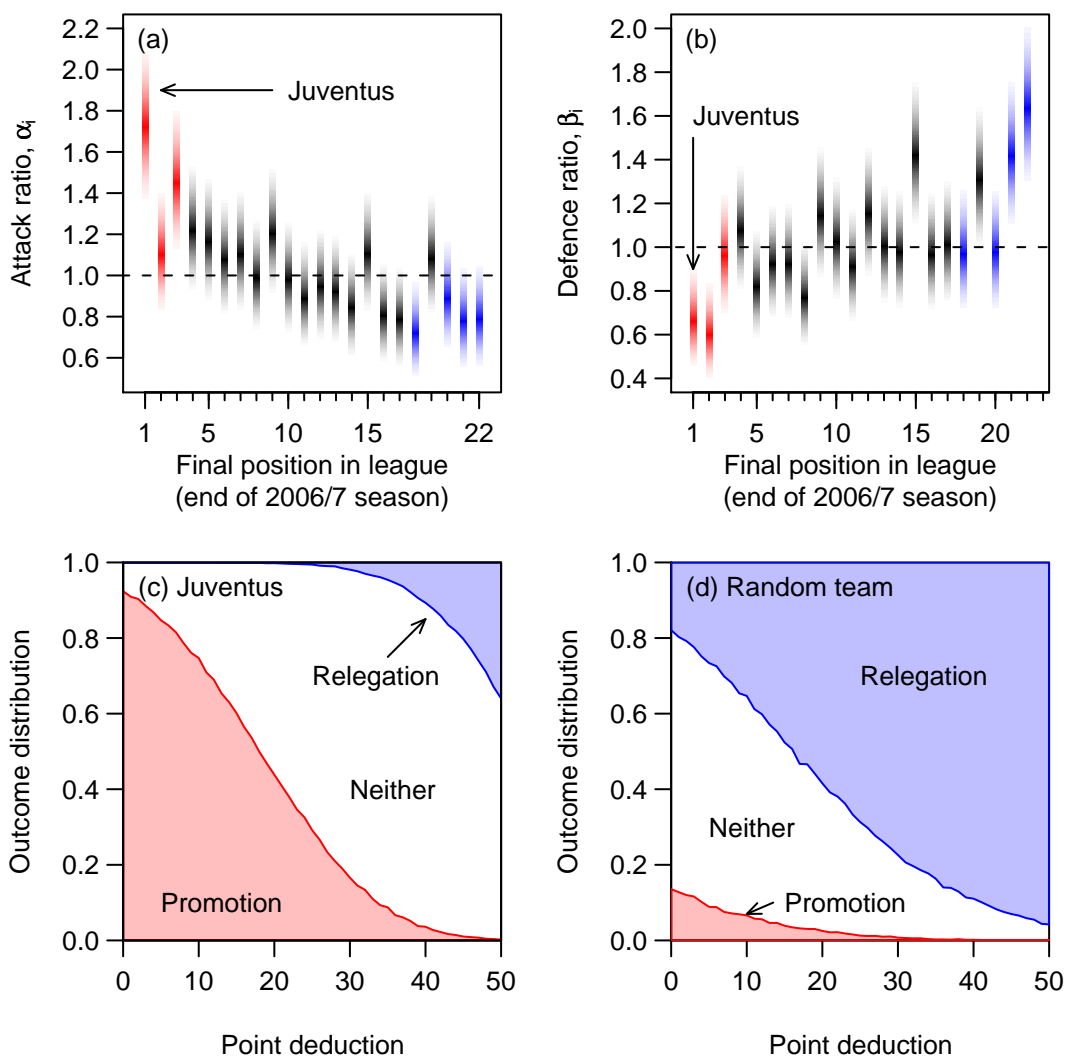 (a)
Juventus
Attack ratio, αi
2.2
2.0
1.8
1.6
1.4
1.2
1.0
0.8
0.6
1 5 10 15 22
Final position in league
(end of 2006/7 season)
(b)
Juventus
Defence ratio, βi
2.0
1.8
1.6
1.4
1.2
1.0
0.8
0.6
0.4
1 5 10 15 20
Final position in league
(end of 2006/7 season)
(c) Juventus
Relegation
Neither
Promotion
Outcome distribution
1.0
0.8
0.6
0.4
0.2
0.0
0 10 20 30 40 50
Point deduction
(d) Random team
Relegation
Neither
Promotion
Outcome distribution
1.0
0.8
0.6
0.4
0.2
0.0
0 10 20 30 40 50
Point deduction